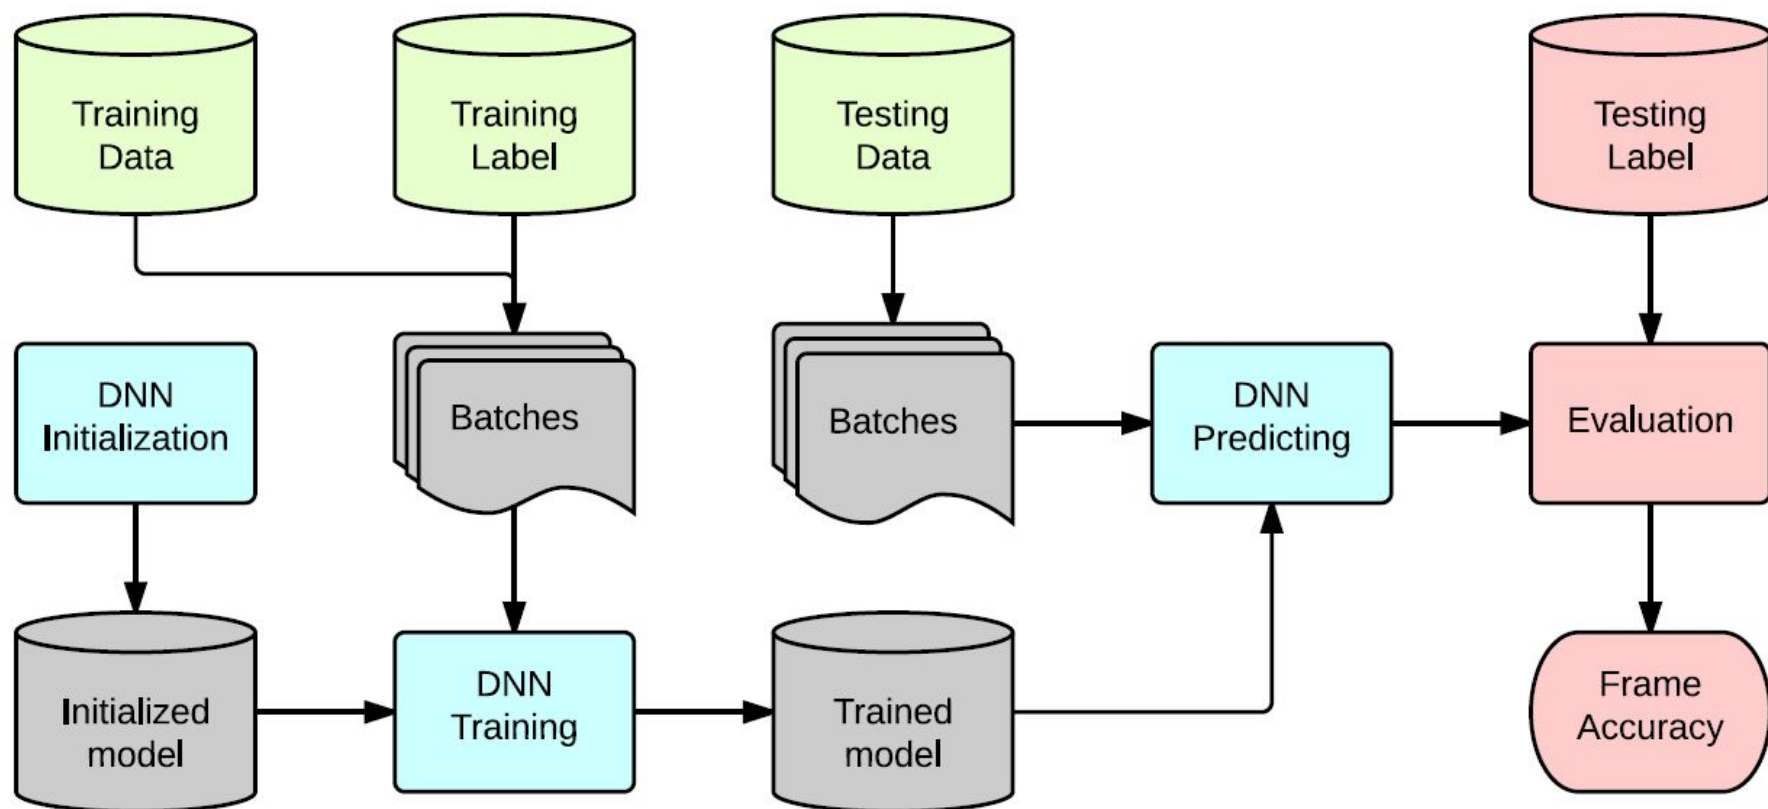 Training
Data
Training
Label
Testing
Data
Testing
Label
DNN
Initialization
Batches
Batches
DNN
Predicting
Evaluation
Initialized
model
DNN
Training
Trained
model
Frame
Accuracy